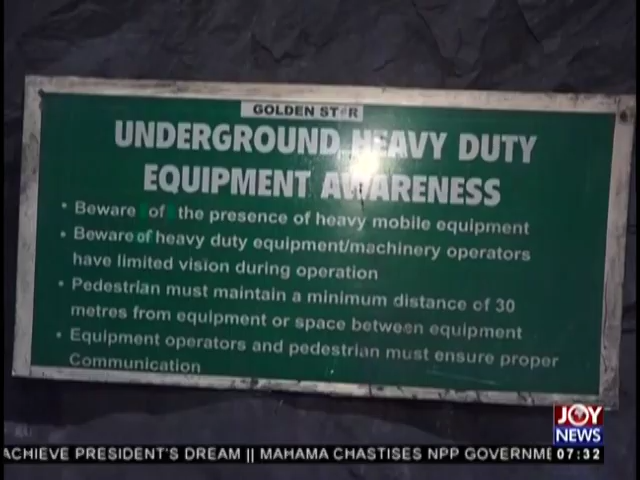 GOLDEN STAR
UNDERGROUND HEAVY DUTY
EQUIPMENT AWARENESS
• Beware of the presence of heavy mobile equipment
• Beware of heavy duty equipment/machinery operators
have limited vision during operation
• Pedestrian must maintain a minimum distance of 30
metres from equipment or space between equipment
• Equipment operators and pedestrian must ensure proper
Communication
JOY
NEWS
ACHIEVE PRESIDENT'S DREAM || MAHAMA CHASTISES NPP GOVERNME
07:32